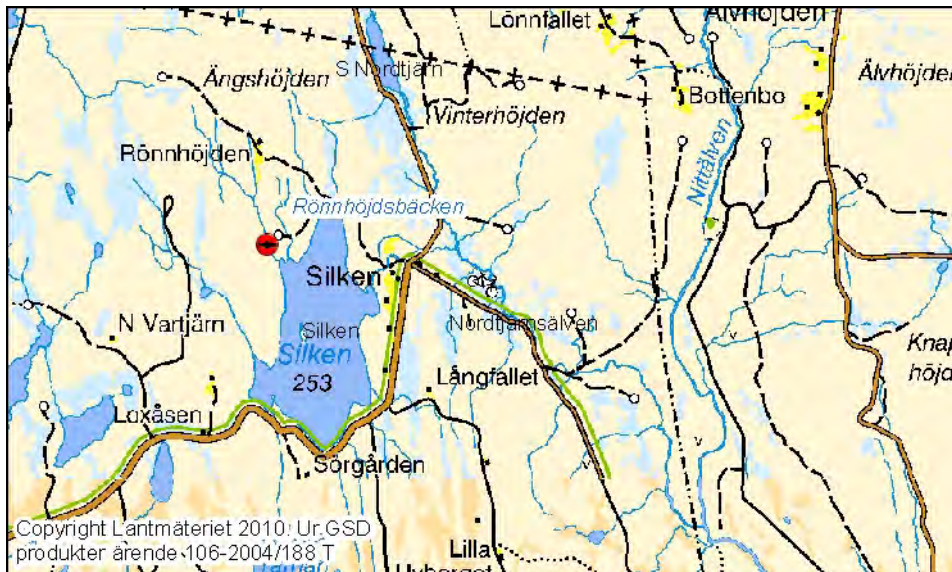 Lönnfallet
Älvhöjden
Ängshöjden
S Nordtjärn
Älvhöjden
Bottenbo
Vinterhöjden
Rönnhöjden
Nittälven
Rönnhöjdsbäcken
Silken
N Vartjärn
Silken
Nordtjärnsälven
Silken
253
Långfallet
Loxåsen
Sörgården
Copyright Lantmäteriet 2010. Ur GSD
produkter ärende 106-2004/188 T
Lilla